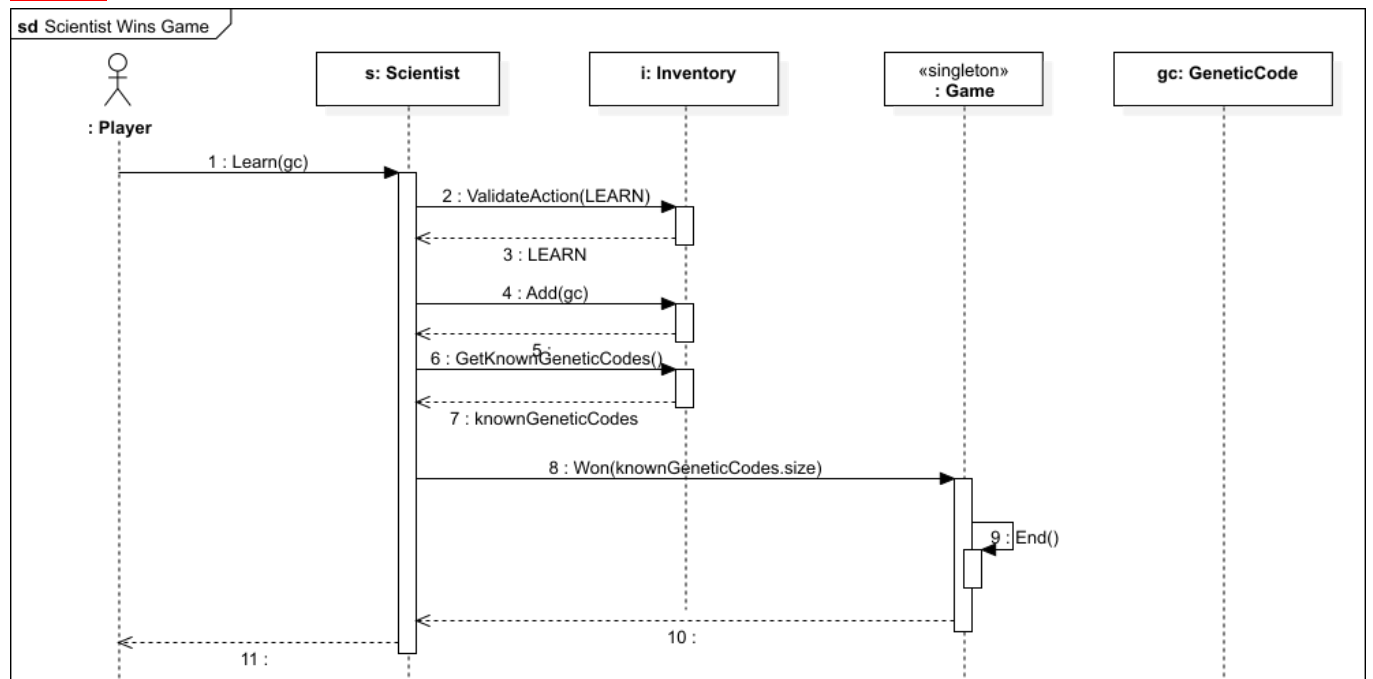 sd Scientist Wins Game
: Player
s: Scientist
i: Inventory
«singleton»
: Game
gc: GeneticCode
1 : Learn(gc)
2 : ValidateAction(LEARN)
3 : LEARN
4 : Add(gc)
5 :
6 : GetKnownGeneticCodes()
7 : knownGeneticCodes
8 : Won(knownGeneticCodes.size)
9 : End()
10 :
11 :